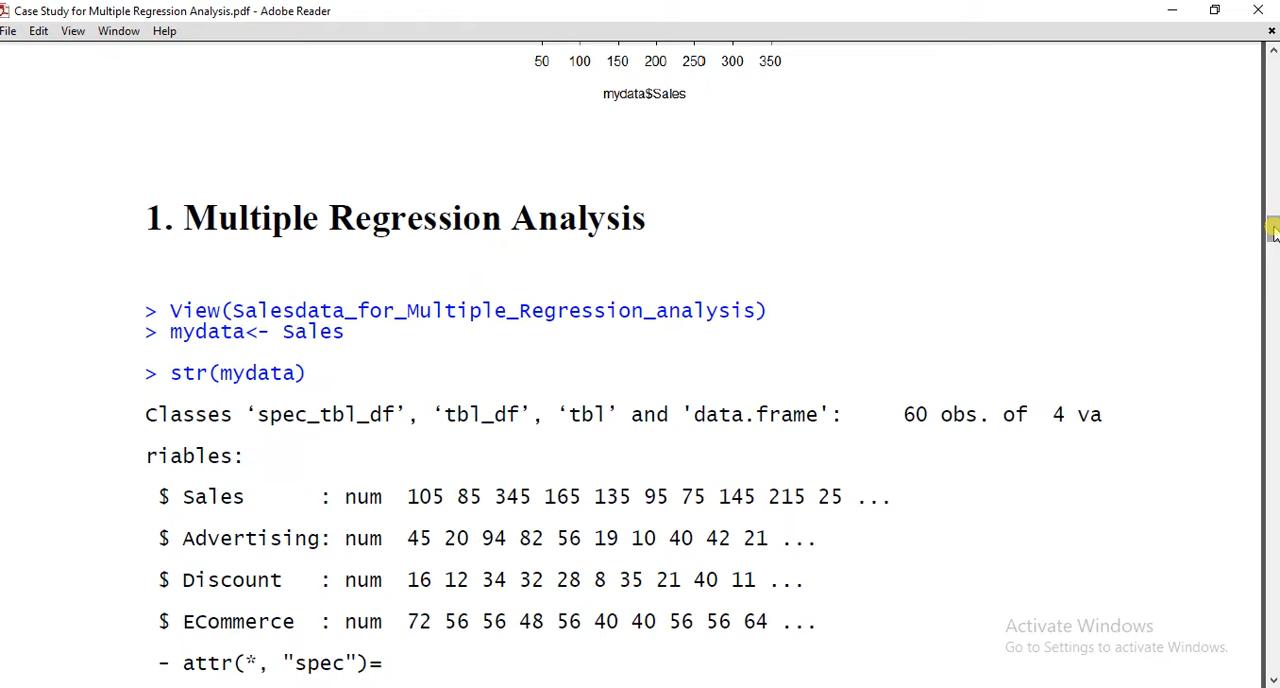 Case Study for Multiple Regression Analysis.pdf - Adobe Reader
File Edit View Window Help
50 100 150 200 250 300 350
mydata$Sales
1. Multiple Regression Analysis
> View(Salesdata_for_Multiple_Regression_analysis)
> mydata<- Sales
> str(mydata)
Classes ‘spec_tbl_df’, ‘tbl_df’, ‘tbl’ and 'data.frame': 60 obs. of 4 va
riables:
$ Sales : num 105 85 345 165 135 95 75 145 215 25 ...
$ Advertising: num 45 20 94 82 56 19 10 40 42 21 ...
$ Discount : num 16 12 34 32 28 8 35 21 40 11 ...
$ ECommerce : num 72 56 56 48 56 40 40 56 56 64 ...
- attr(*, "spec")=
Activate Windows
Go to Settings to activate Windows.